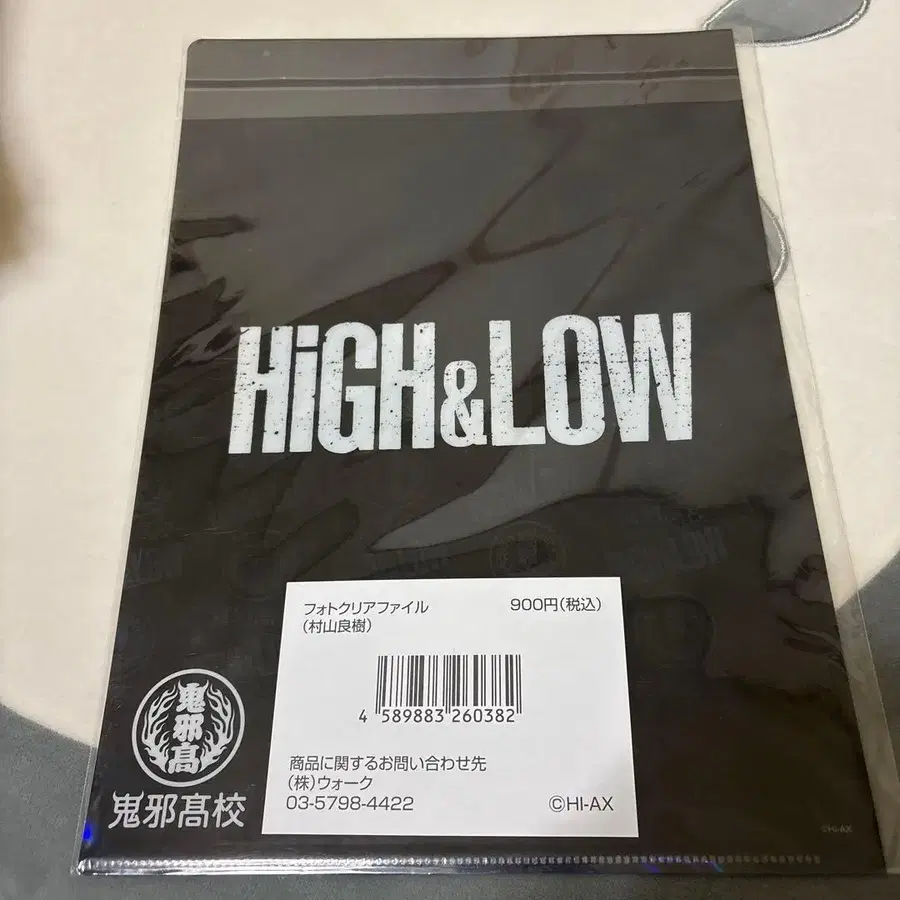 HiGH&LOW
フォトクリアファイル 900円(税込)
(村山良樹)
4 589883 260382
商品に関するお問い合わせ先
(株)ウォーク
03-5798-4422 ©HI-AX
鬼邪高
鬼邪高校
©HI-AX